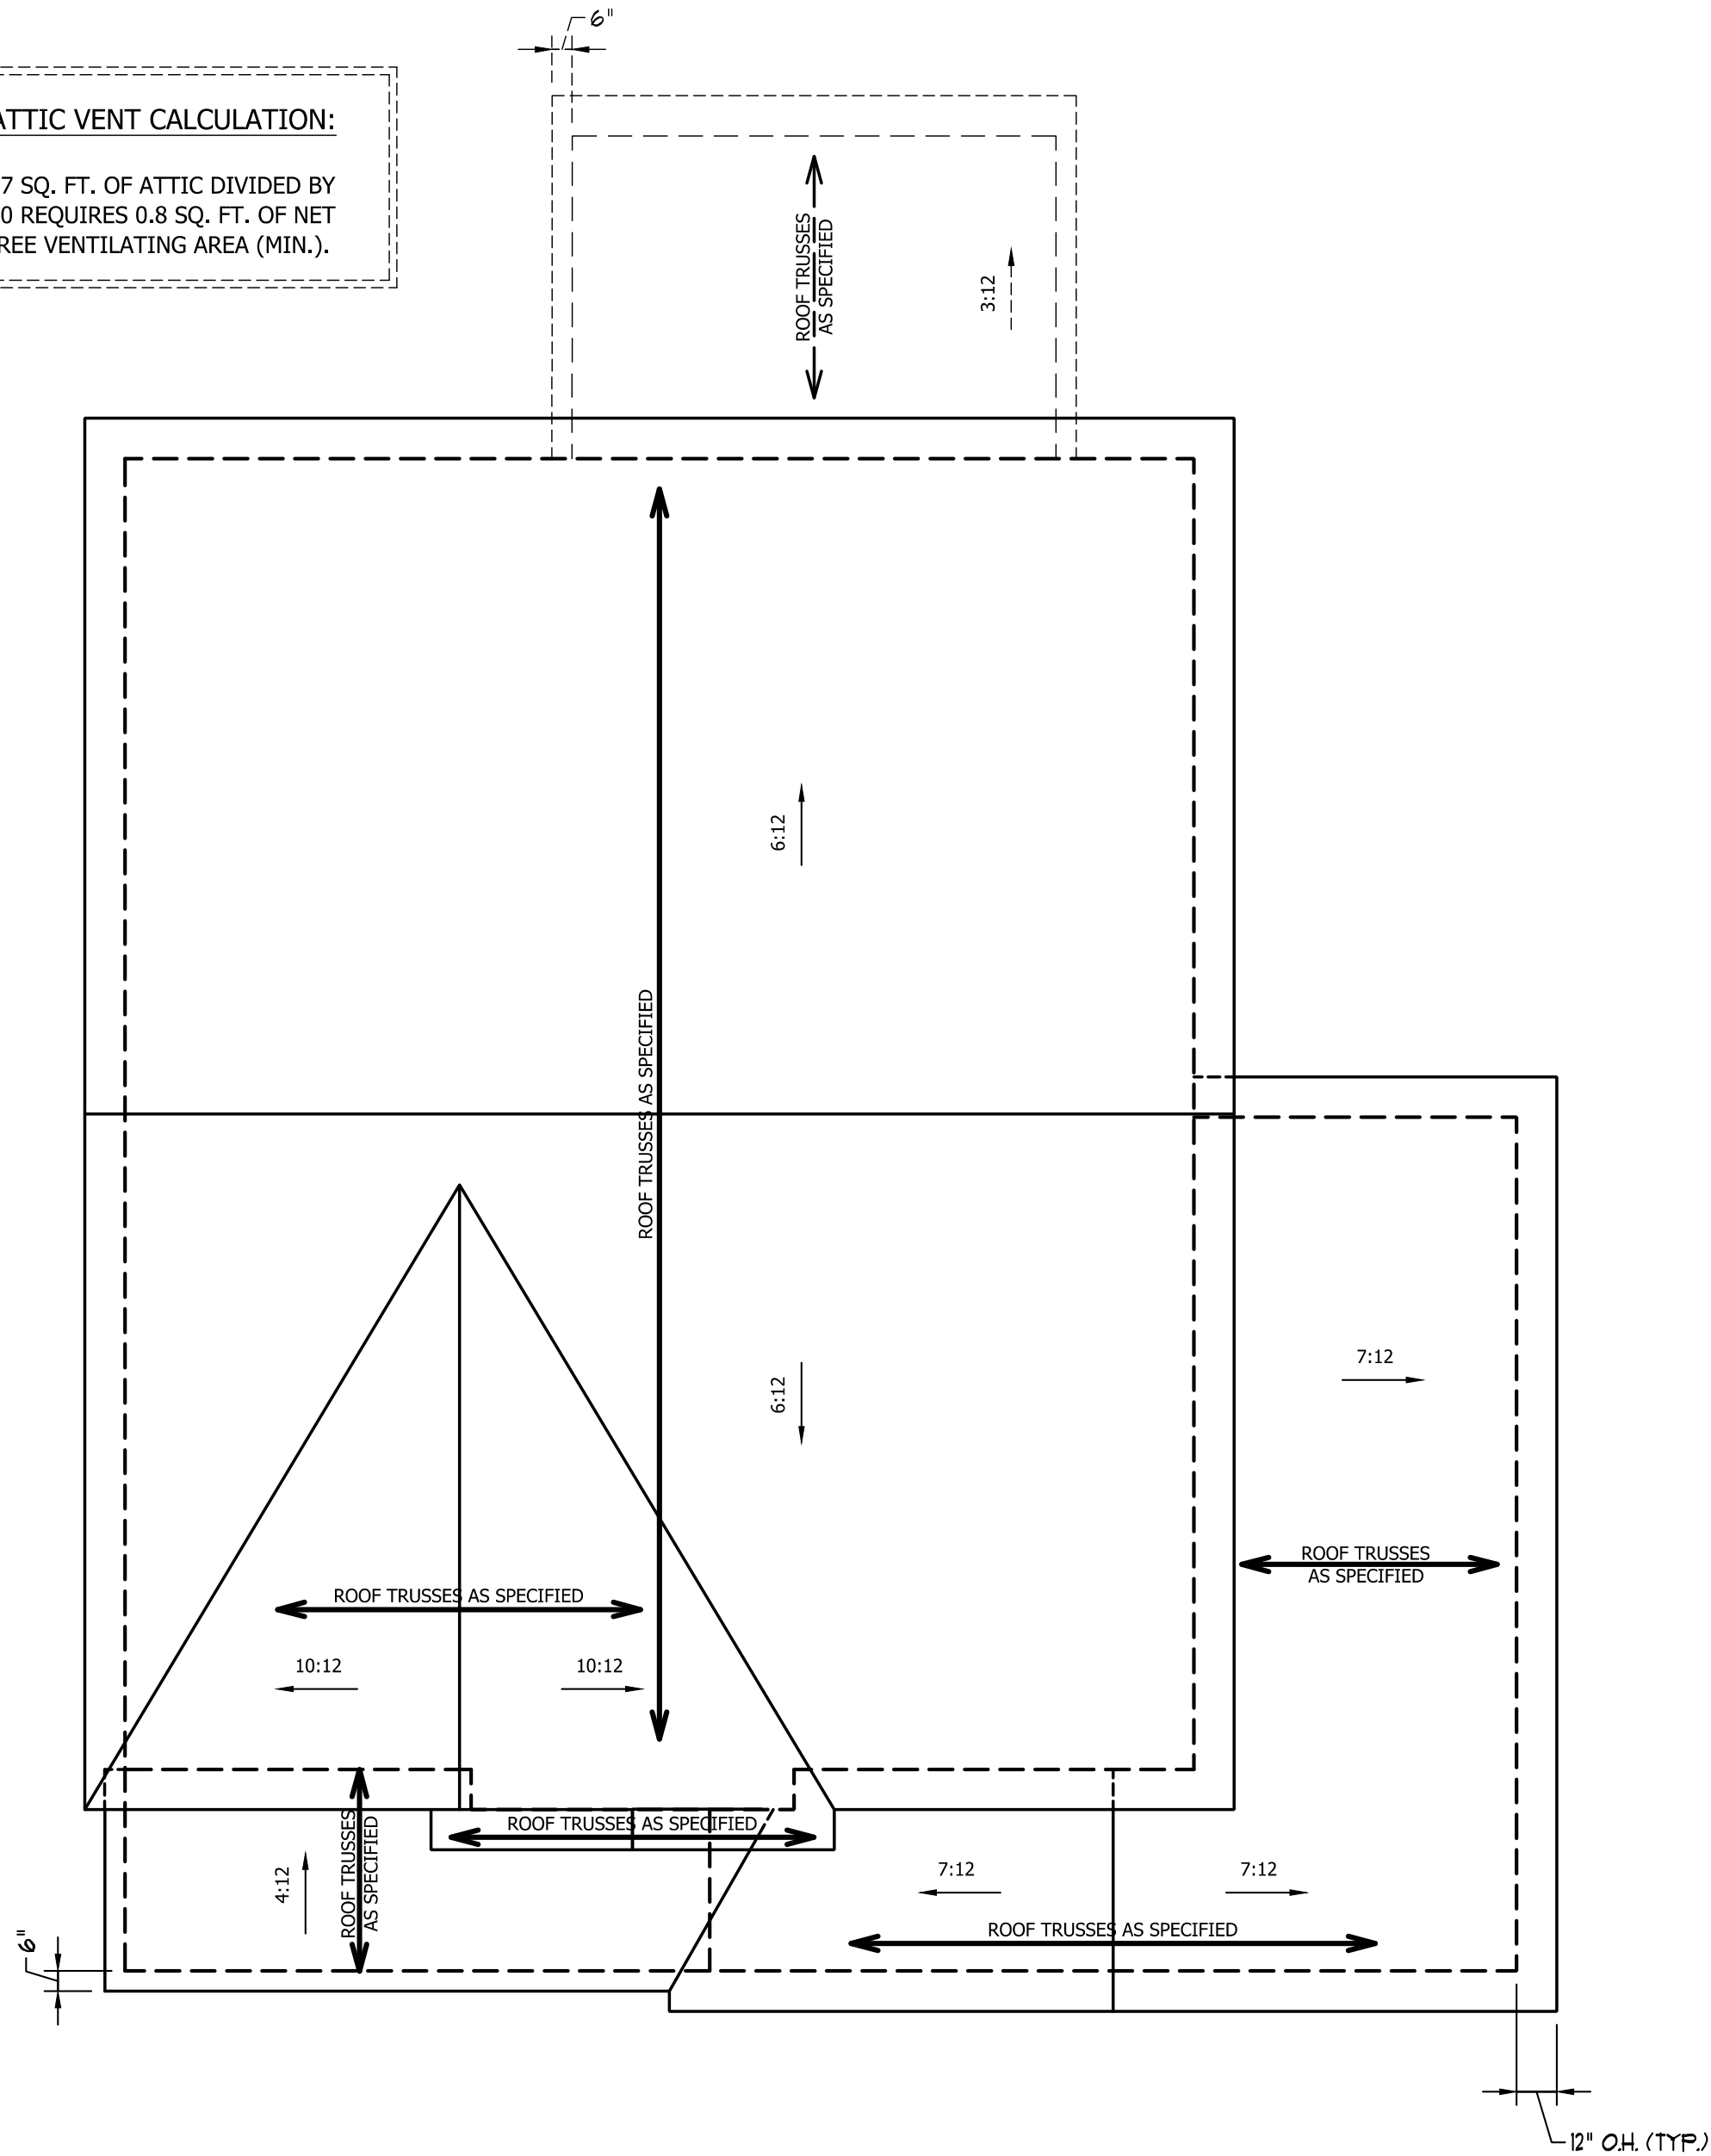 6"
ATTIC VENT CALCULATION:
7 SQ. FT. OF ATTIC DIVIDED BY
0 REQUIRES 0.8 SQ. FT. OF NET
REE VENTILATING AREA (MIN.).
ROOF TRUSSES
AS SPECIFIED
3:12
6:12
ROOF TRUSSES AS SPECIFIED
6:12
7:12
ROOF TRUSSES
AS SPECIFIED
ROOF TRUSSES AS SPECIFIED
10:12
10:12
ROOF TRUSSES AS SPECIFIED
ROOF TRUSSES
AS SPECIFIED
4:12
7:12
7:12
ROOF TRUSSES AS SPECIFIED
6"
12" O.H. (TYP.)